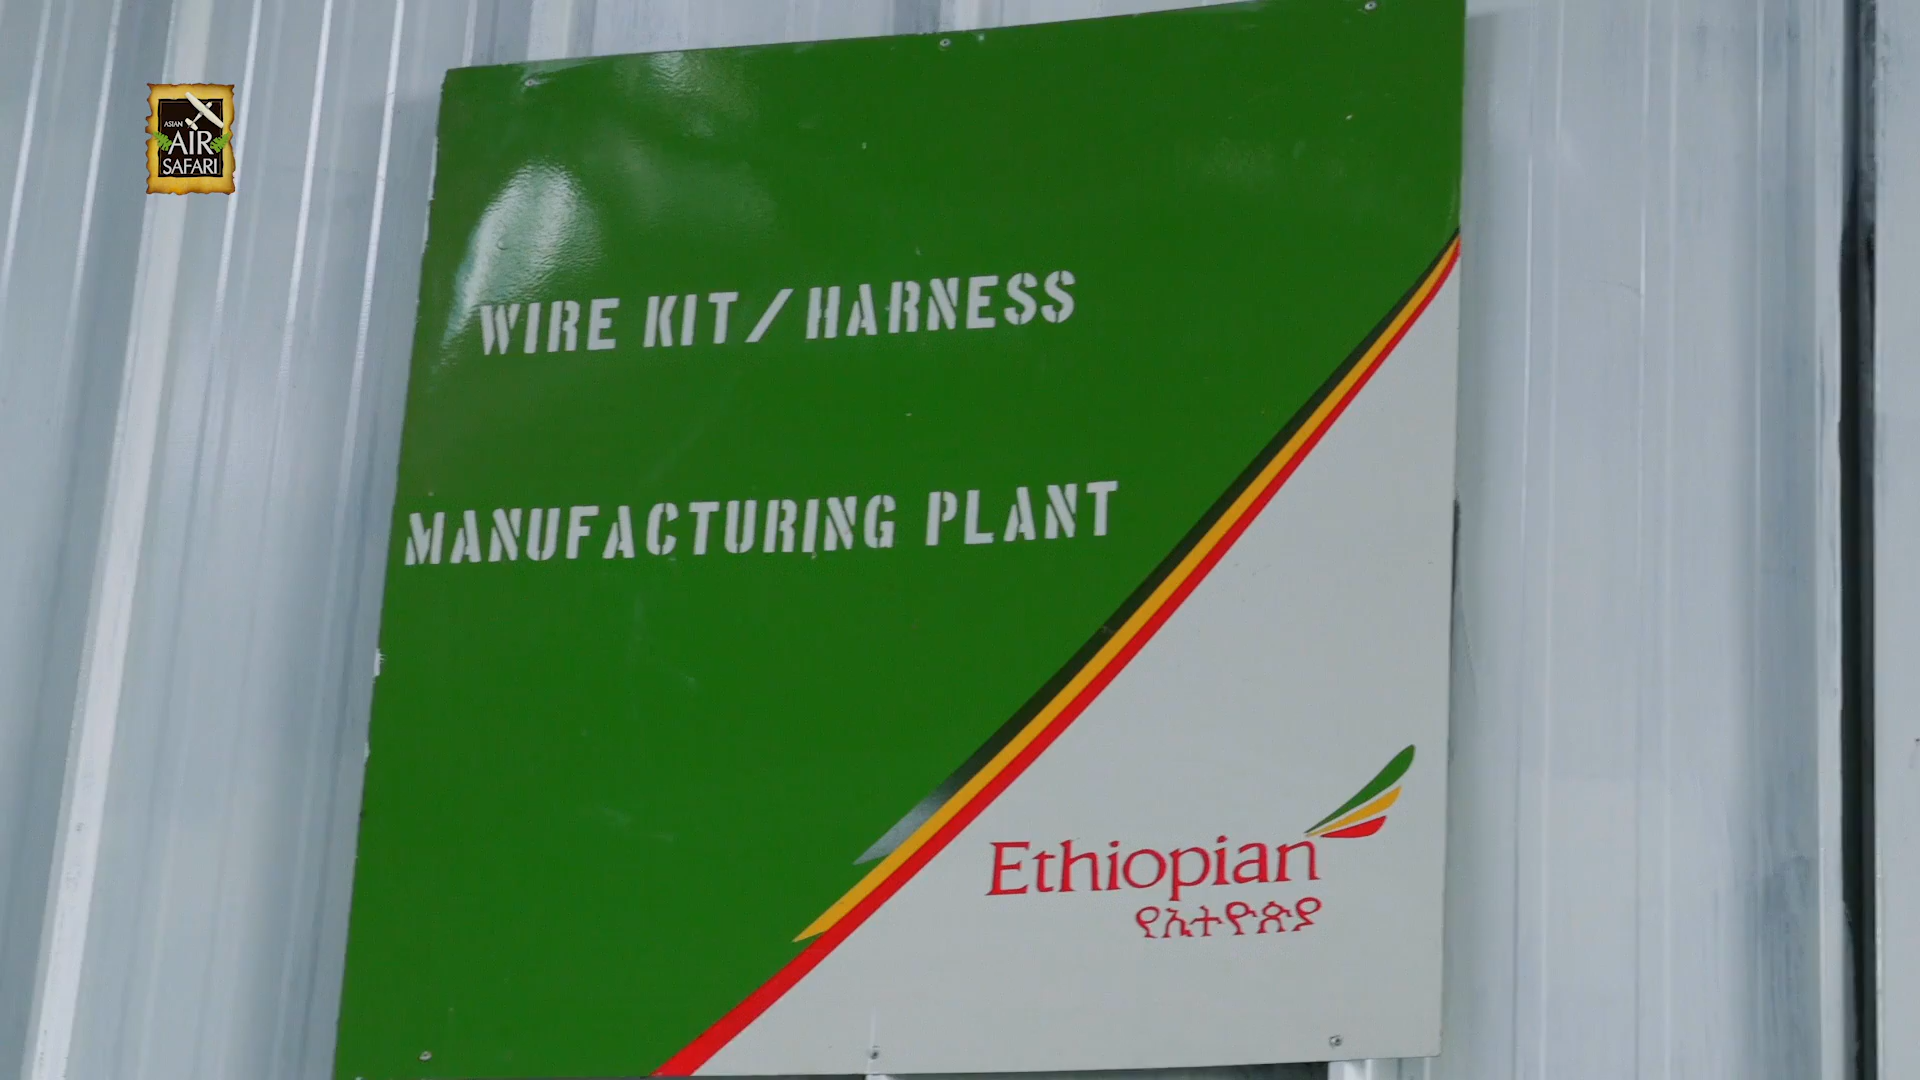 ASIAN
AIR
SAFARI
WIRE KIT/HARNESS
MANUFACTURING PLANT
Ethiopian
የኢትዮጵያ